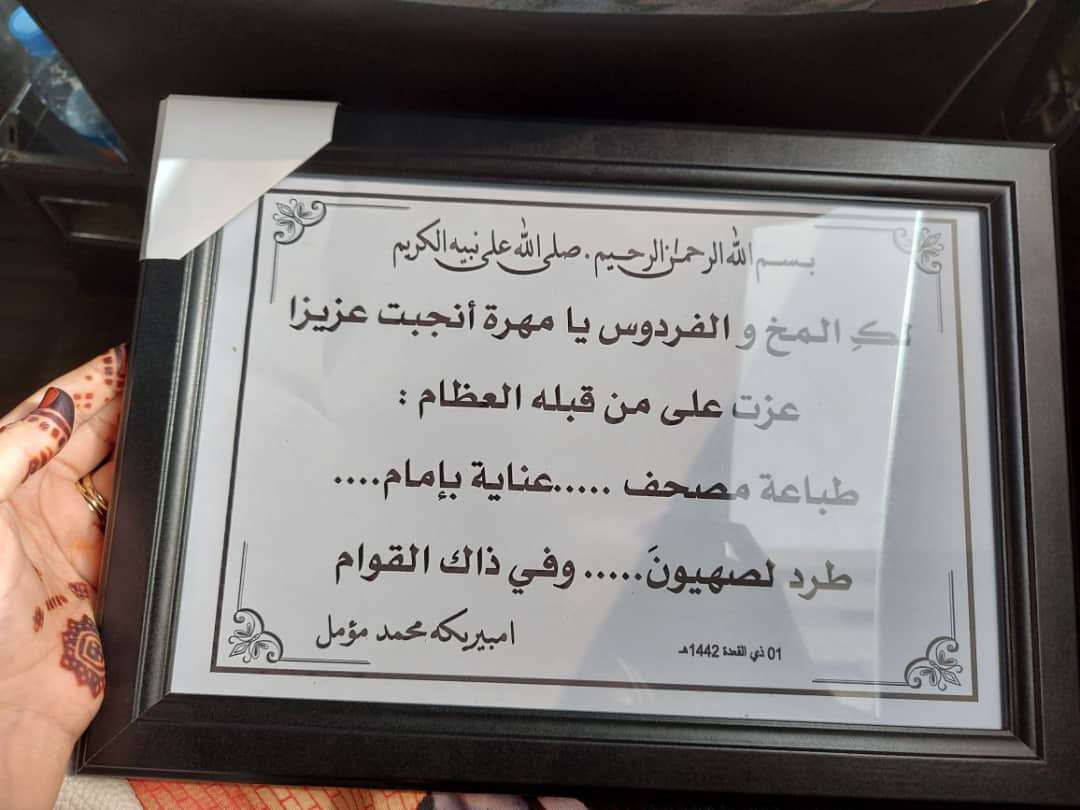 بسم الله الرحمن الرحيم . صلى الله على نبيه الكريم
لكِ المخ و الفردوس يا مهرة أنجبت عزيزا
عزت على من قبله العظام :
طباعة مصحف .....عناية بإمام....
طرد لصهيونَ..... وفي ذاك القوام
امبيريكه محمد مؤمل
01 ذي القعدة 1442هـ